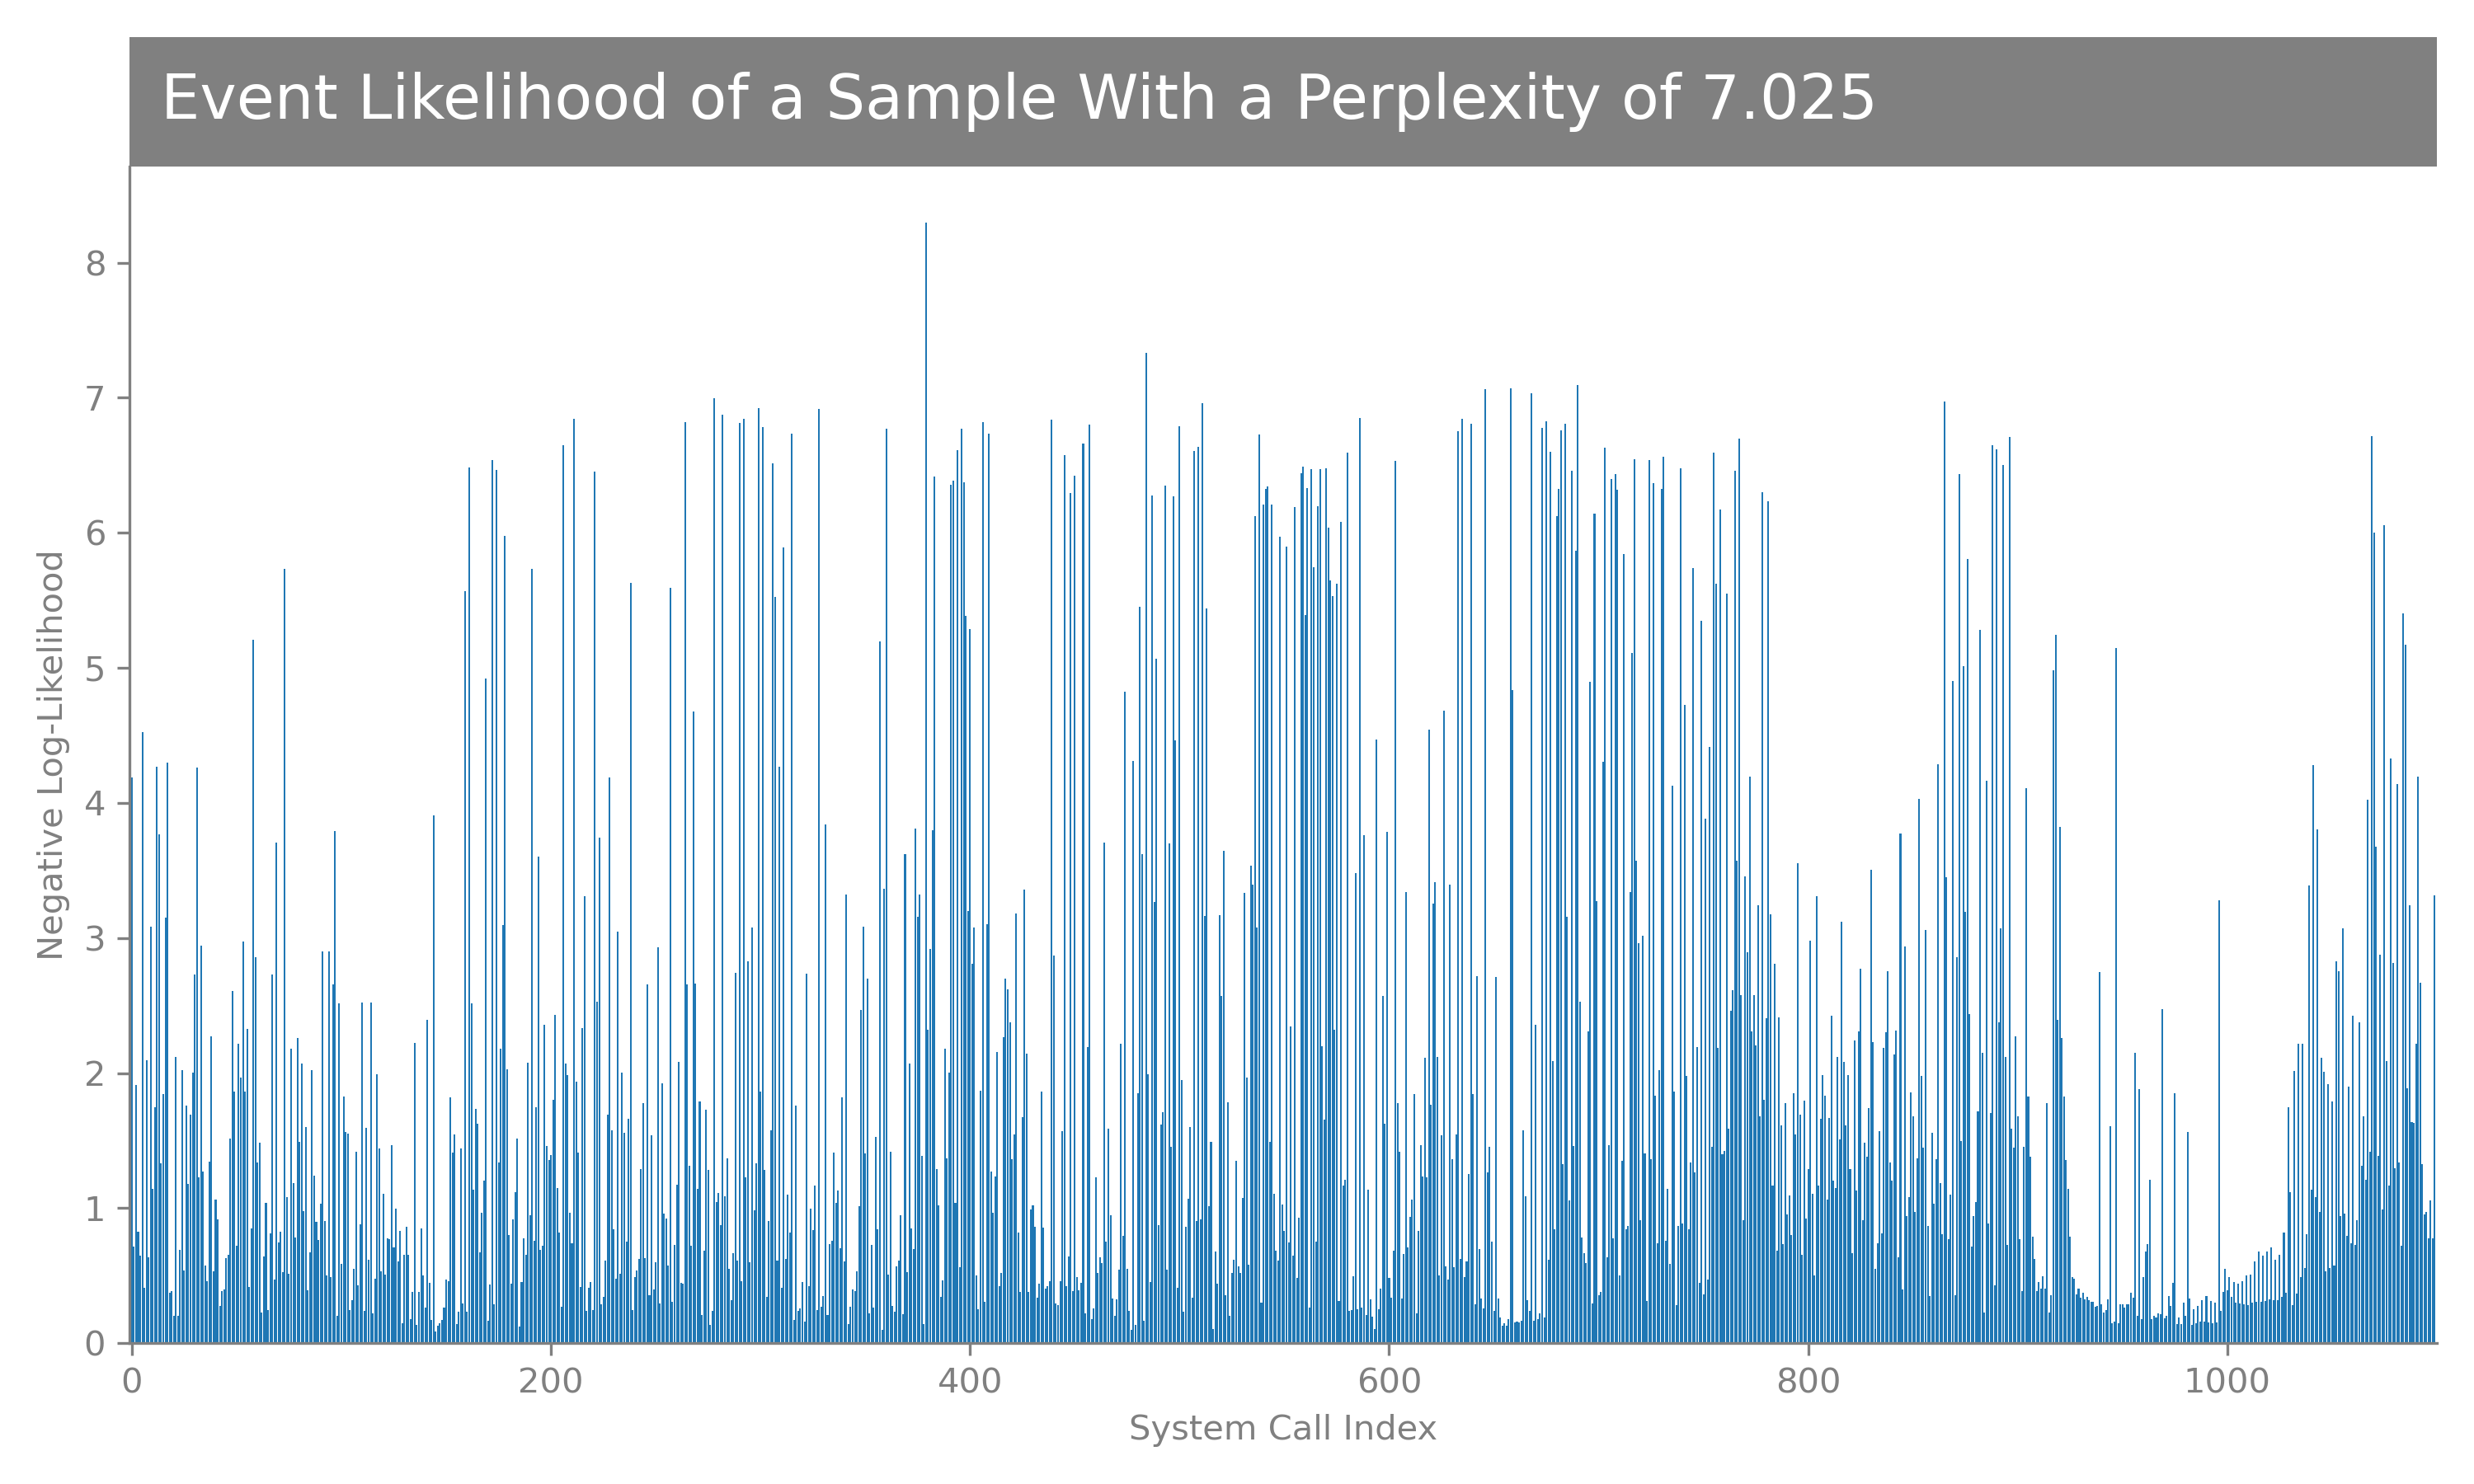 Event Likelihood of a Sample With a Perplexity of 7.025
8
7
6
5
4
3
2
1
0
Negative Log-Likelihood
0 200 400 600 800 1000
System Call Index